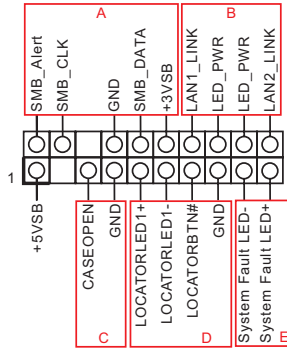 A
B
SMB_Alert
SMB_CLK
GND
SMB_DATA
+3VSB
LAN1_LINK
LED_PWR
LED_PWR
LAN2_LINK
1
+5VSB
CASEOPEN
GND
LOCATORLED1+
LOCATORLED1-
LOCATORBTN#
GND
System Fault LED-
System Fault LED+
C
D
E